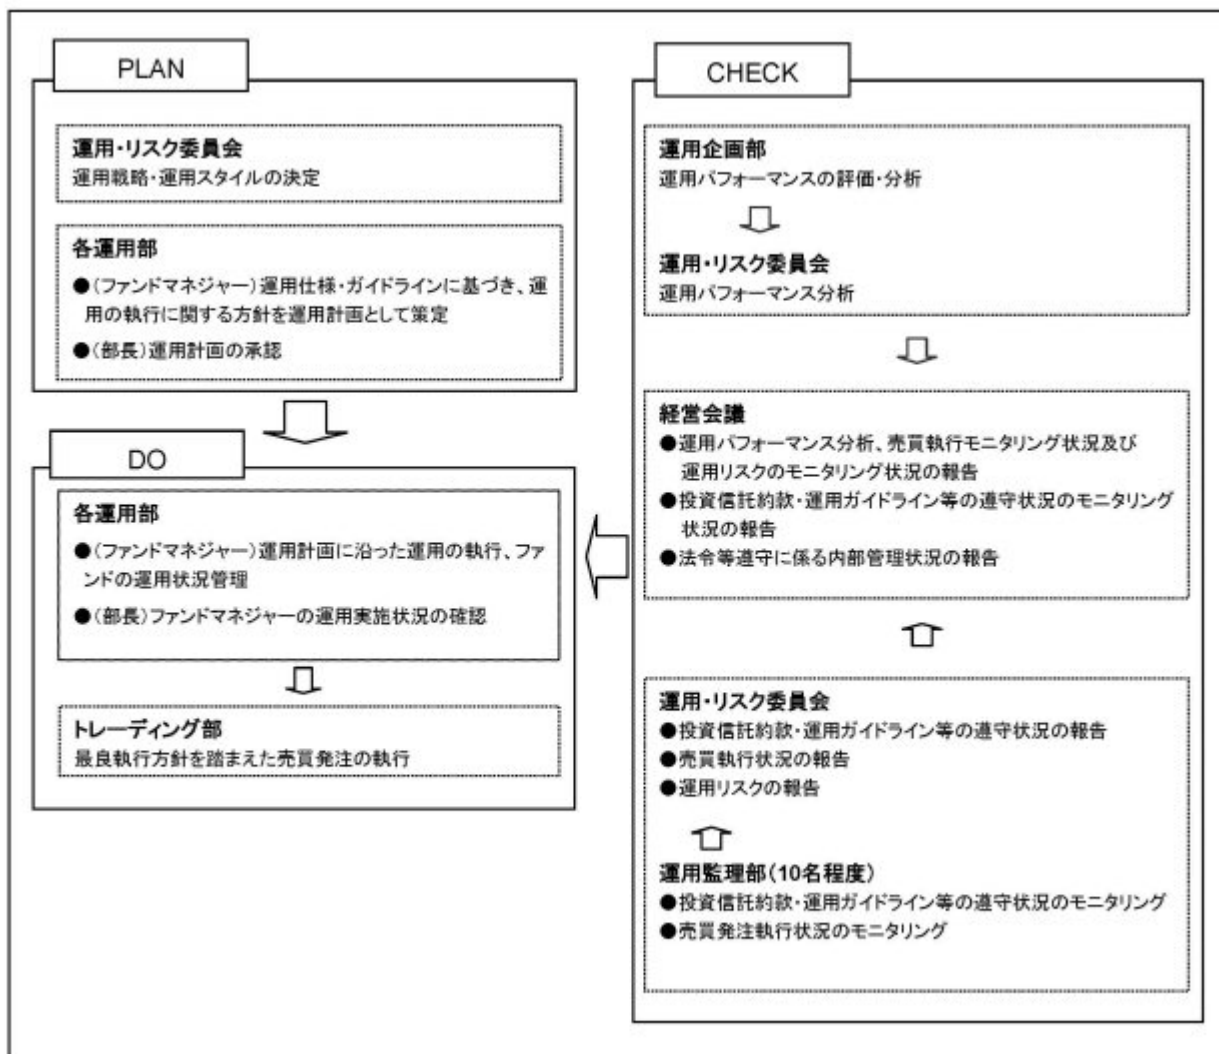 PLAN
運用・リスク委員会
運用戦略・運用スタイルの決定
各運用部
●(ファンドマネジャー)運用仕様・ガイドラインに基づき、運
用の執行に関する方針を運用計画として策定
●(部長)運用計画の承認
DO
各運用部
●(ファンドマネジャー)運用計画に沿った運用の執行、ファ
ンドの運用状況管理
●(部長)ファンドマネジャーの運用実施状況の確認
トレーディング部
最良執行方針を踏まえた売買発注の執行
CHECK
運用企画部
運用パフォーマンスの評価・分析
運用・リスク委員会
運用パフォーマンス分析
経営会議
●運用パフォーマンス分析、売買執行モニタリング状況及び
運用リスクのモニタリング状況の報告
●投資信託約款・運用ガイドライン等の遵守状況のモニタリング
状況の報告
●法令等遵守に係る内部管理状況の報告
運用・リスク委員会
●投資信託約款・運用ガイドライン等の遵守状況の報告
●売買執行状況の報告
●運用リスクの報告
運用監理部(10名程度)
●投資信託約款・運用ガイドライン等の遵守状況のモニタリング
●売買発注執行状況のモニタリング